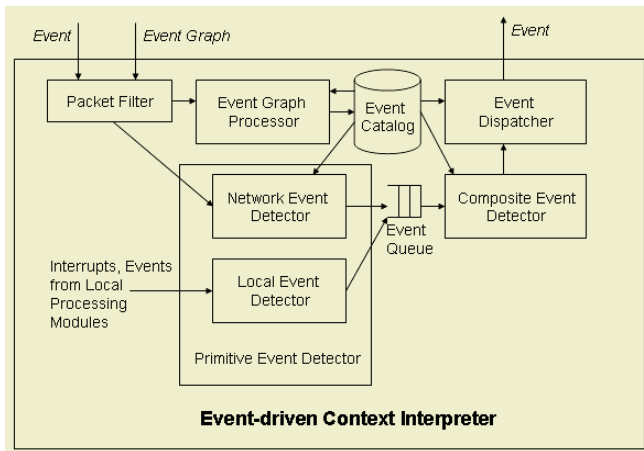 Event
Event Graph
Event
Packet Filter
Event Graph
Processor
Event
Catalog
Event
Dispatcher
Network Event
Detector
Event
Queue
Composite Event
Detector
Interrupts, Events
from Local
Processing
Modules
Local Event
Detector
Primitive Event Detector
Event-driven Context Interpreter